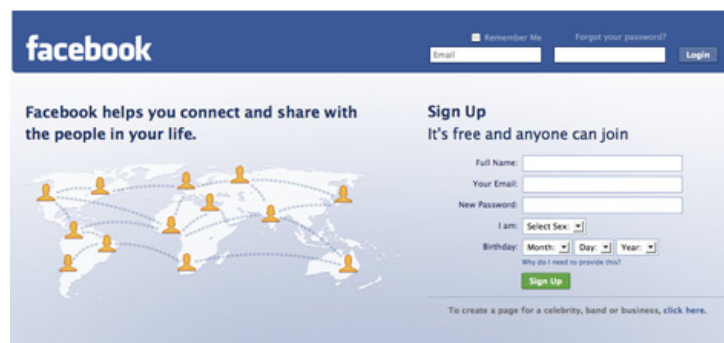 facebook
Remember Me
Forgot your password?
Email
Login
Facebook helps you connect and share with
the people in your life.
Sign Up
It's free and anyone can join
Full Name:
Your Email:
New Password:
I am: Select Sex:
Birthday: Month: Day: Year:
Why do I need to provide this?
Sign Up
To create a page for a celebrity, band or business, click here.